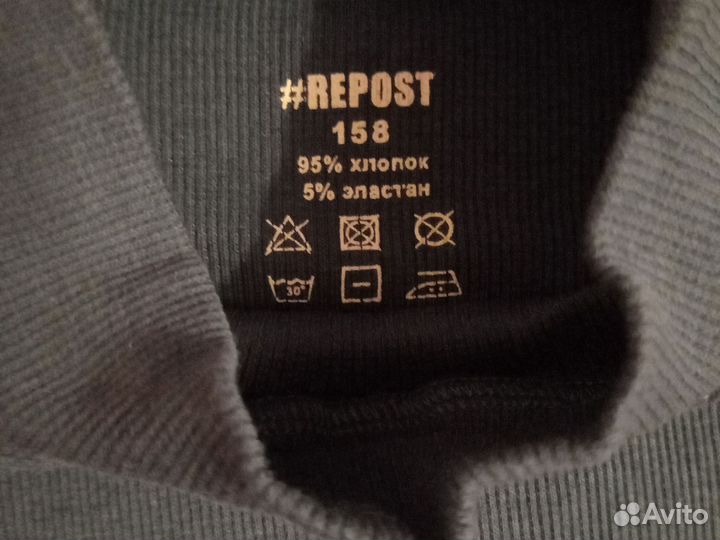 #REPOST
158
95% хлопок
5% эластан
30°
Avito